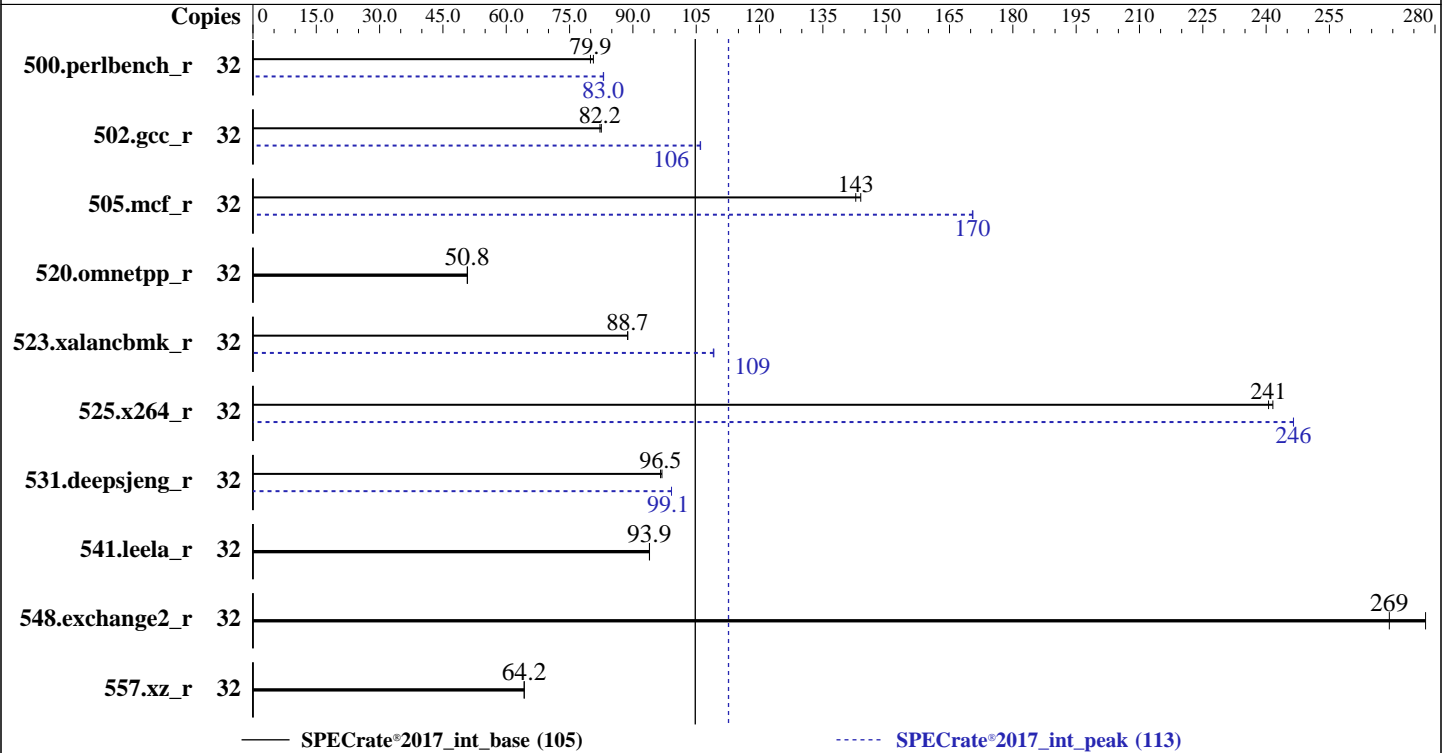 Copies 0 15.0 30.0 45.0 60.0 75.0 90.0 105 120 135 150 165 180 195 210 225 240 255 280
500.perlbench_r 32 79.9
83.0
502.gcc_r 32 82.2
106
505.mcf_r 32 143
170
520.omnetpp_r 32 50.8
523.xalancbmk_r 32 88.7
109
525.x264_r 32 241
246
531.deepsjeng_r 32 96.5
99.1
541.leela_r 32 93.9
548.exchange2_r 32 269
557.xz_r 32 64.2
SPECrate®2017_int_base (105) SPECrate®2017_int_peak (113)